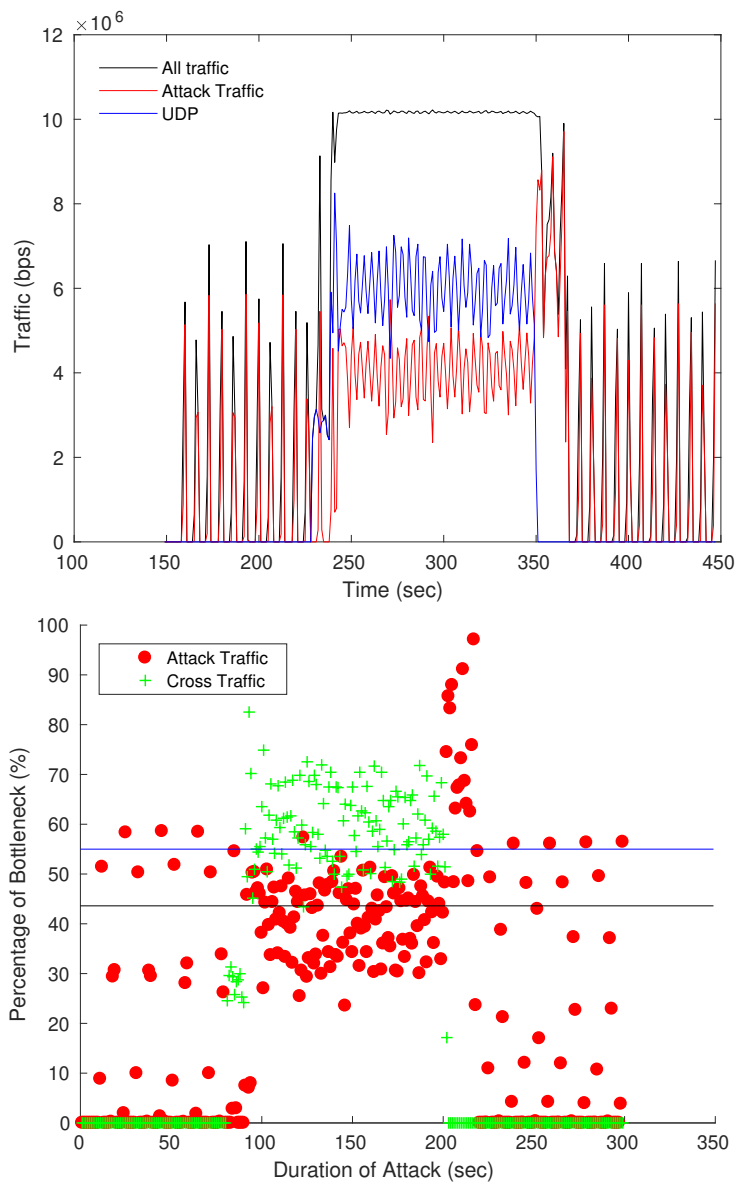 × 10⁶
12
10
8
6
4
2
0
Traffic (bps)
All traffic
Attack Traffic
UDP
100 150 200 250 300 350 400 450
Time (sec)
100
90
80
70
60
50
40
30
20
10
0
Percentage of Bottleneck (%)
Attack Traffic
Cross Traffic
0 50 100 150 200 250 300 350
Duration of Attack (sec)